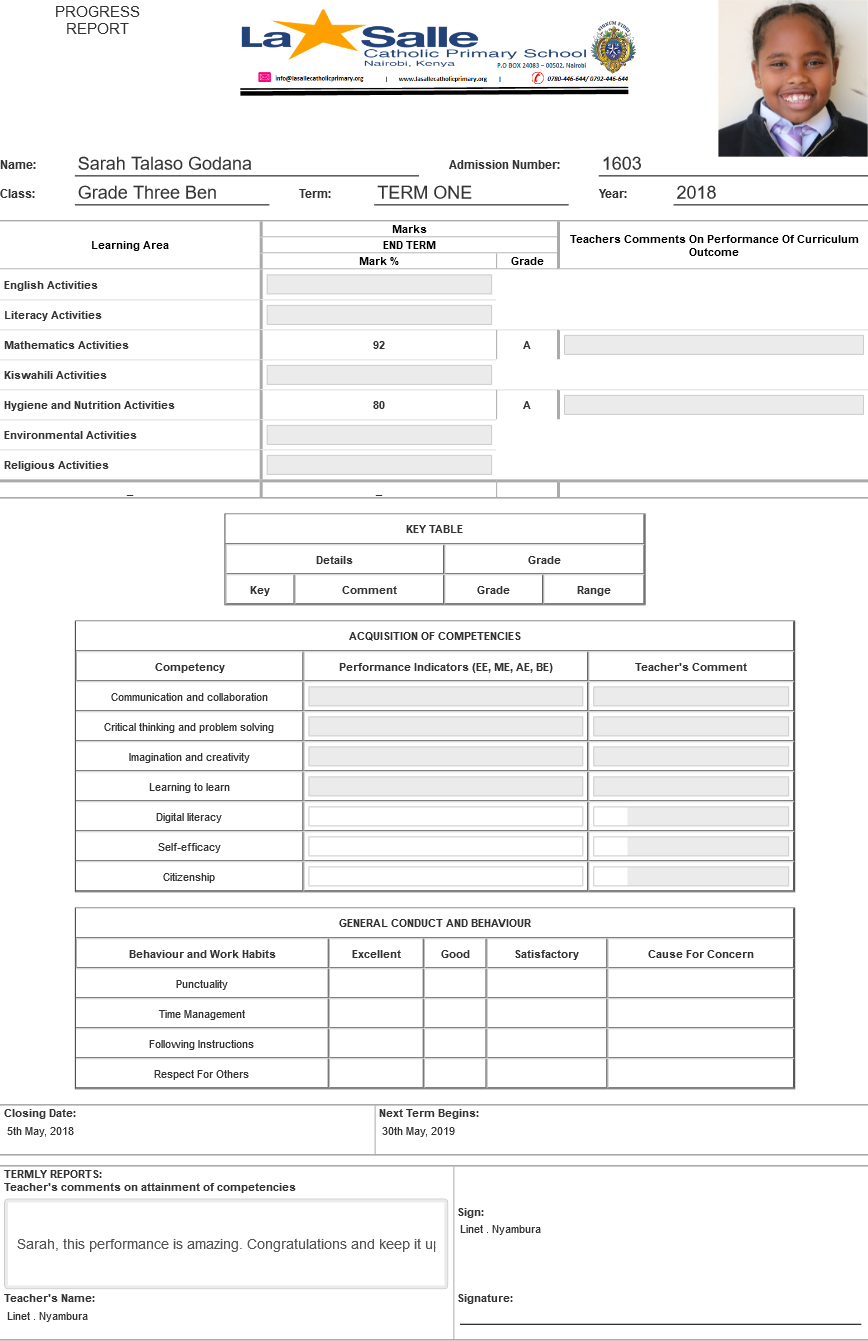 PROGRESS
REPORT
La Salle
Catholic Primary School
Nairobi, Kenya
P.O BOX 24083 – 00502, Nairobi
info@lasallecatholicprimary.org | www.lasallecatholicprimary.org | 0780-446-644/ 0792-446-644
Name: Sarah Talaso Godana Admission Number: 1603
Class: Grade Three Ben Term: TERM ONE Year: 2018
Learning Area Marks Teachers Comments On Performance Of Curriculum Outcome
END TERM
Mark % Grade
English Activities
Literacy Activities
Mathematics Activities 92 A
Kiswahili Activities
Hygiene and Nutrition Activities 80 A
Environmental Activities
Religious Activities
_ _
KEY TABLE
Details Grade
Key Comment Grade Range
ACQUISITION OF COMPETENCIES
Competency Performance Indicators (EE, ME, AE, BE) Teacher's Comment
Communication and collaboration
Critical thinking and problem solving
Imagination and creativity
Learning to learn
Digital literacy
Self-efficacy
Citizenship
GENERAL CONDUCT AND BEHAVIOUR
Behaviour and Work Habits Excellent Good Satisfactory Cause For Concern
Punctuality
Time Management
Following Instructions
Respect For Others
Closing Date: Next Term Begins:
5th May, 2018 30th May, 2019
TERMLY REPORTS:
Teacher's comments on attainment of competencies
Sign:
Linet . Nyambura
Sarah, this performance is amazing. Congratulations and keep it up
Teacher's Name: Signature:
Linet . Nyambura